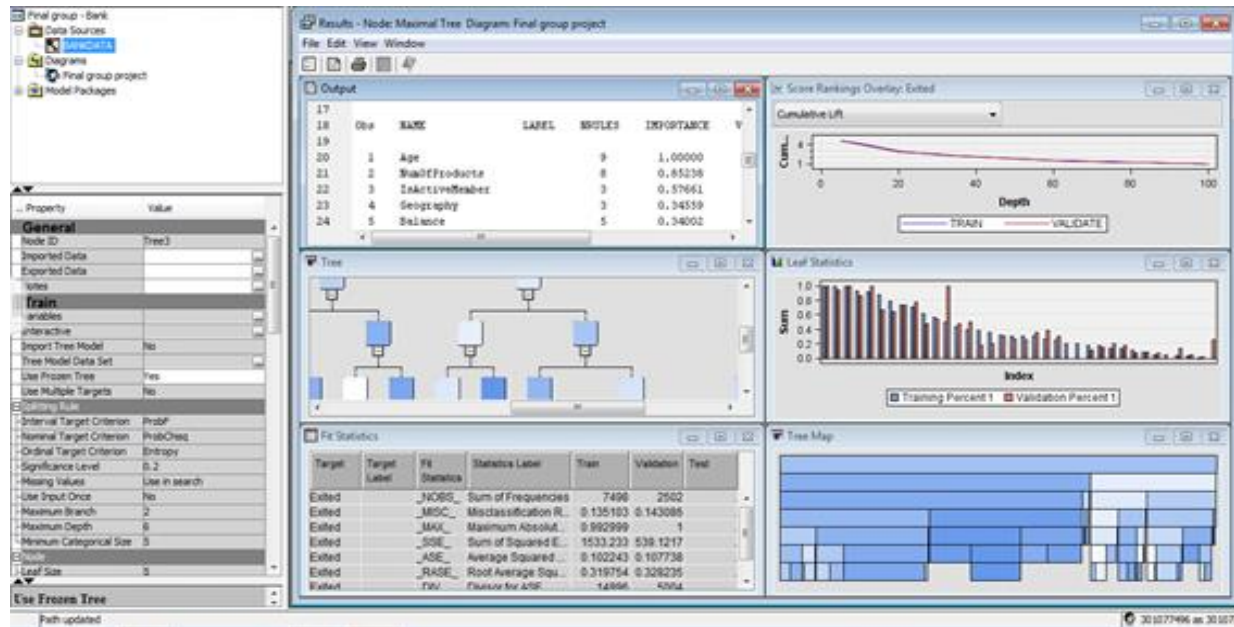 Final group - Bank
Data Sources
BANKDATA
Diagrams
Final group project
Model Packages
Property Value
General
Node ID Tree3
Imported Data
Exported Data
Notes
Train
Variables
Interactive
Import Tree Model No
Tree Model Data Set
Use Frozen Tree Yes
Use Multiple Targets No
Splitting Rule
Interval Target Criterion ProbF
Nominal Target Criterion ProbChisq
Ordinal Target Criterion Entropy
Significance Level 0.2
Missing Values Use in search
Use Input Once No
Maximum Branch 2
Maximum Depth 6
Minimum Categorical Size 5
Node
Leaf Size 5
Use Frozen Tree
Path updated
Results - Node: Maximal Tree Diagram: Final group project
File Edit View Window
Output
17
18 Obs NAME LABEL NRULES IMPORTANCE V
19
20 1 Age 9 1.00000
21 2 NumOfProducts 8 0.85238
22 3 IsActiveMember 3 0.57661
23 4 Geography 3 0.34559
24 5 Balance 5 0.34002
Score Rankings Overlay: Exited
Cumulative Lift
Cum...
4
1
0 20 40 60 80 100
Depth
TRAIN VALIDATE
Tree
Leaf Statistics
Sum
1.0
0.8
0.6
0.4
0.2
0.0
Index
Training Percent 1 Validation Percent 1
Fit Statistics
Target Target Label Fit Statistics Statistics Label Train Validation Test
Exited _NOBS_ Sum of Frequencies 7498 2502
Exited _MISC_ Misclassification R... 0.135103 0.143085
Exited _MAX_ Maximum Absolut... 0.992999 1
Exited _SSE_ Sum of Squared E... 1533.233 539.1217
Exited _ASE_ Average Squared ... 0.102243 0.107738
Exited _RASE_ Root Average Squ... 0.319754 0.328235
Exited _DIV_ Divisor for ASE 14996 5004
Tree Map
301077496 as 30107